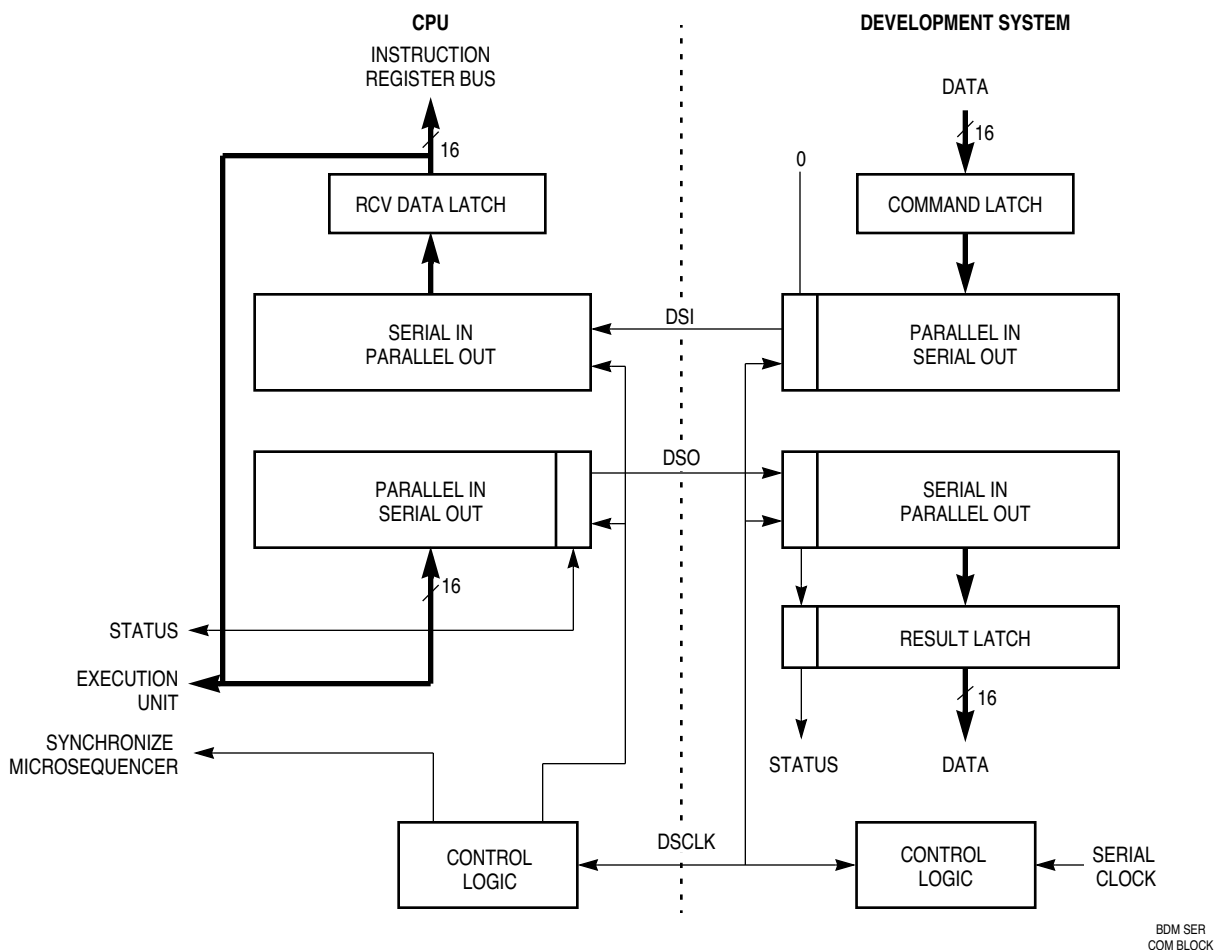 CPU
DEVELOPMENT SYSTEM
INSTRUCTION
REGISTER BUS
DATA
16
16
0
RCV DATA LATCH
COMMAND LATCH
SERIAL IN
PARALLEL OUT
DSI
PARALLEL IN
SERIAL OUT
PARALLEL IN
SERIAL OUT
DSO
SERIAL IN
PARALLEL OUT
16
STATUS
RESULT LATCH
EXECUTION
UNIT
16
SYNCHRONIZE
MICROSEQUENCER
STATUS
DATA
CONTROL
LOGIC
DSCLK
CONTROL
LOGIC
SERIAL
CLOCK
BDM SER
COM BLOCK